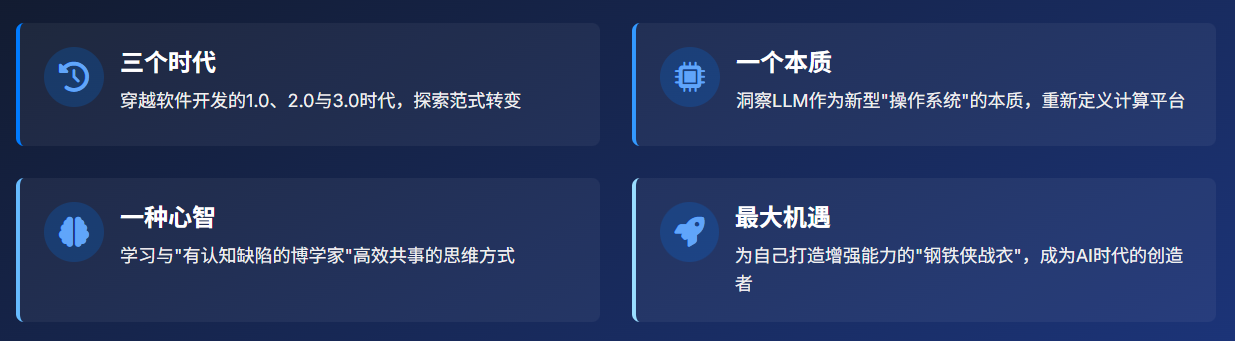 三个时代
穿越软件开发的1.0、2.0与3.0时代，探索范式转变
一个本质
洞察LLM作为新型"操作系统"的本质，重新定义计算平台
一种心智
学习与"有认知缺陷的博学家"高效共事的思维方式
最大机遇
为自己打造增强能力的"钢铁侠战衣"，成为AI时代的创造
者